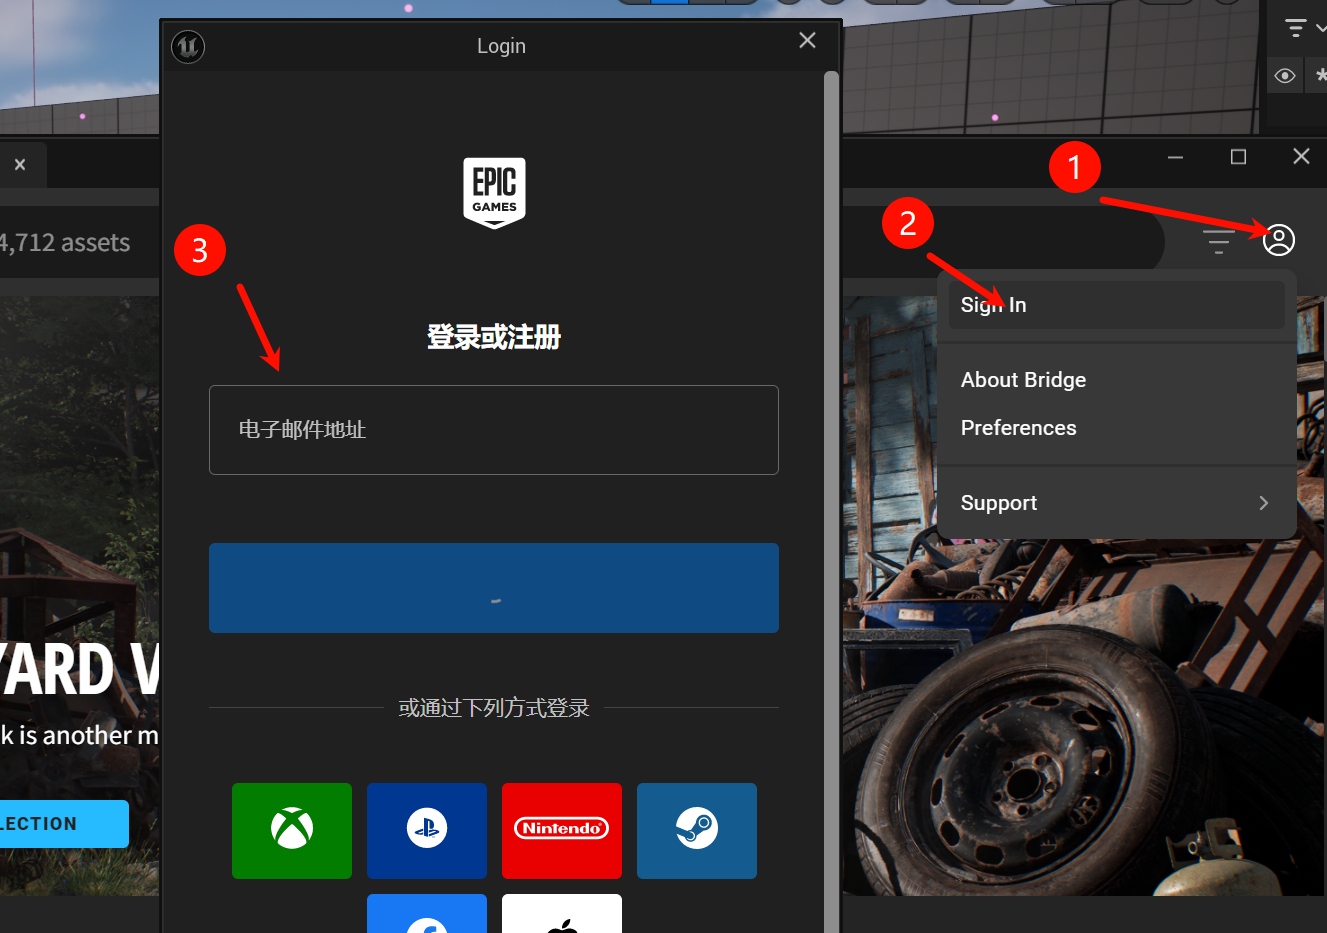 Login
EPIC
GAMES
1
2
3
4,712 assets
登录或注册
Sign In
电子邮件地址
About Bridge
Preferences
Support
YARD
k is another m
或通过下列方式登录
LECTION
Nintendo